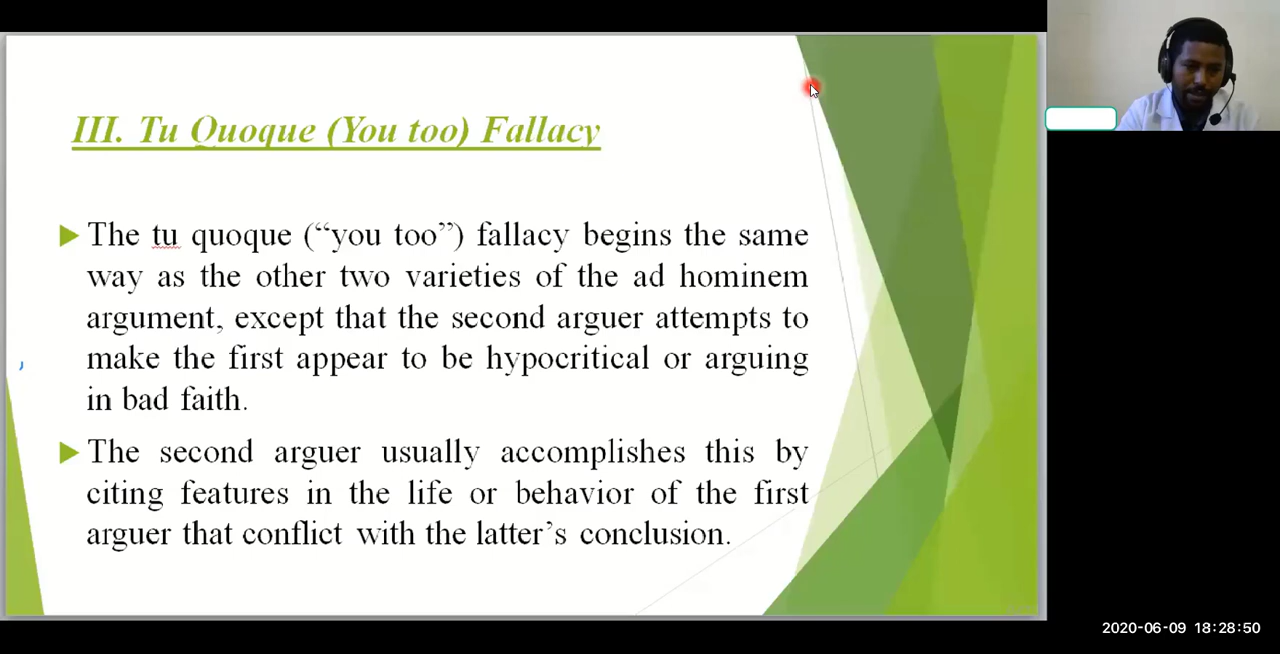 III. Tu Quoque (You too) Fallacy
The tu quoque (“you too”) fallacy begins the same
way as the other two varieties of the ad hominem
argument, except that the second arguer attempts to
make the first appear to be hypocritical or arguing
in bad faith.
The second arguer usually accomplishes this by
citing features in the life or behavior of the first
arguer that conflict with the latter’s conclusion.
2020-06-09 18:28:50